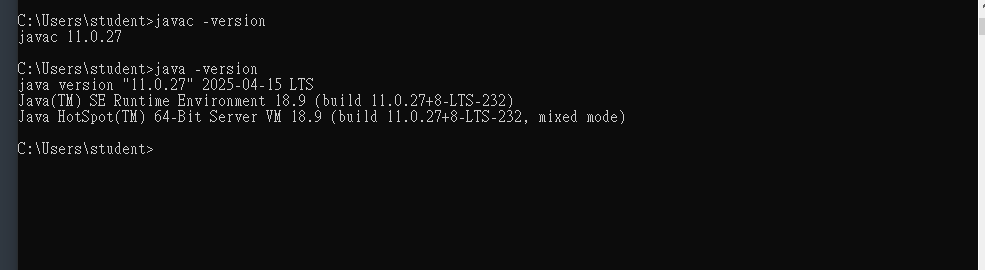 C:\Users\student>javac -version
javac 11.0.27
C:\Users\student>java -version
java version "11.0.27" 2025-04-15 LTS
Java(TM) SE Runtime Environment 18.9 (build 11.0.27+8-LTS-232)
Java HotSpot(TM) 64-Bit Server VM 18.9 (build 11.0.27+8-LTS-232, mixed mode)
C:\Users\student>